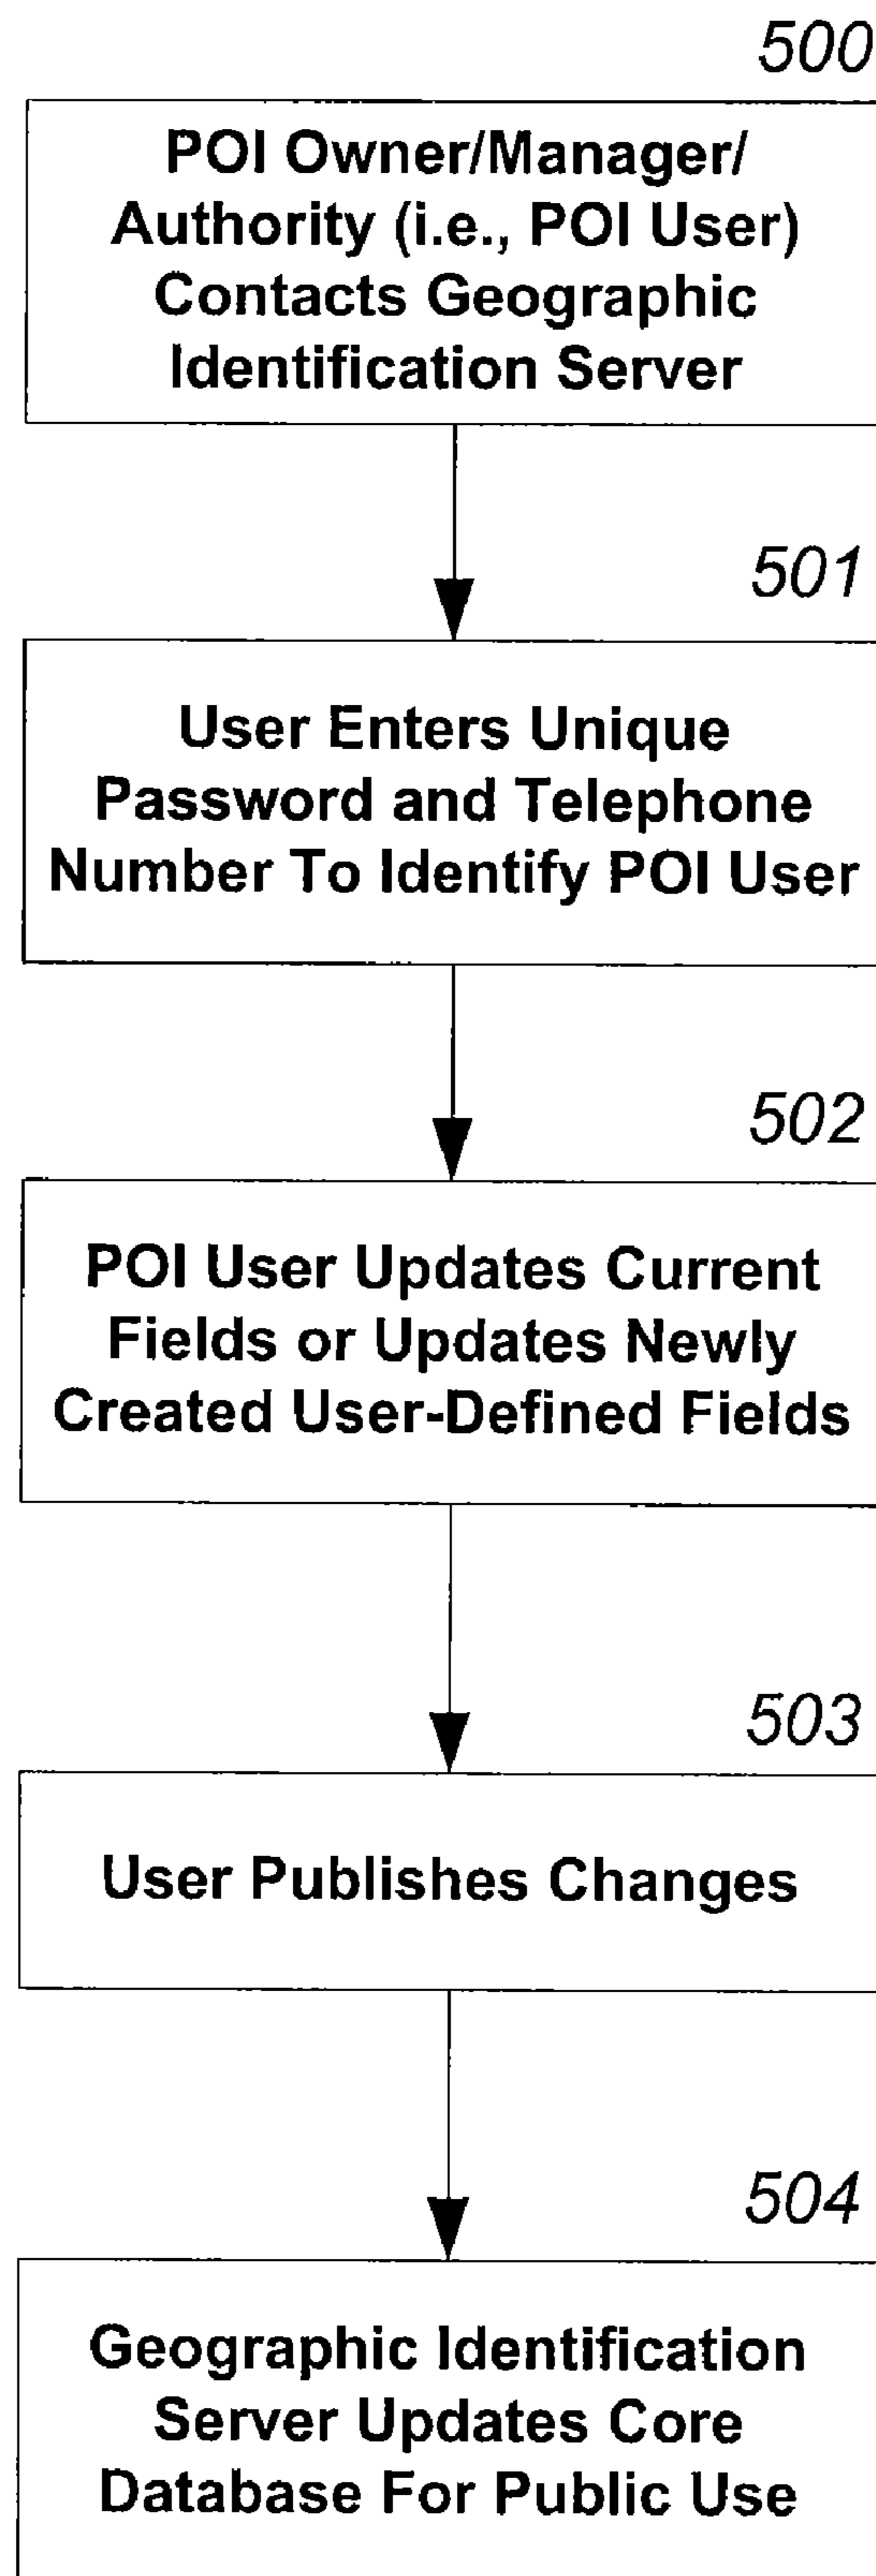 500
POI Owner/Manager/
Authority (i.e., POI User)
Contacts Geographic
Identification Server
501
User Enters Unique
Password and Telephone
Number To Identify POI User
502
POI User Updates Current
Fields or Updates Newly
Created User-Defined Fields
503
User Publishes Changes
504
Geographic Identification
Server Updates Core
Database For Public Use